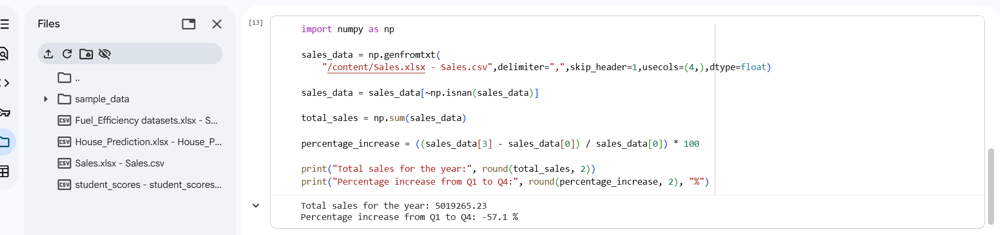 Files
..
sample_data
Fuel_Efficiency datasets.xlsx - S...
House_Prediction.xlsx - House_P...
Sales.xlsx - Sales.csv
student_scores - student_scores...
[13]
import numpy as np
sales_data = np.genfromtxt(
"/content/Sales.xlsx - Sales.csv",delimiter=",",skip_header=1,usecols=(4,),dtype=float)
sales_data = sales_data[~np.isnan(sales_data)]
total_sales = np.sum(sales_data)
percentage_increase = ((sales_data[3] - sales_data[0]) / sales_data[0]) * 100
print("Total sales for the year:", round(total_sales, 2))
print("Percentage increase from Q1 to Q4:", round(percentage_increase, 2), "%")
Total sales for the year: 5019265.23
Percentage increase from Q1 to Q4: -57.1 %